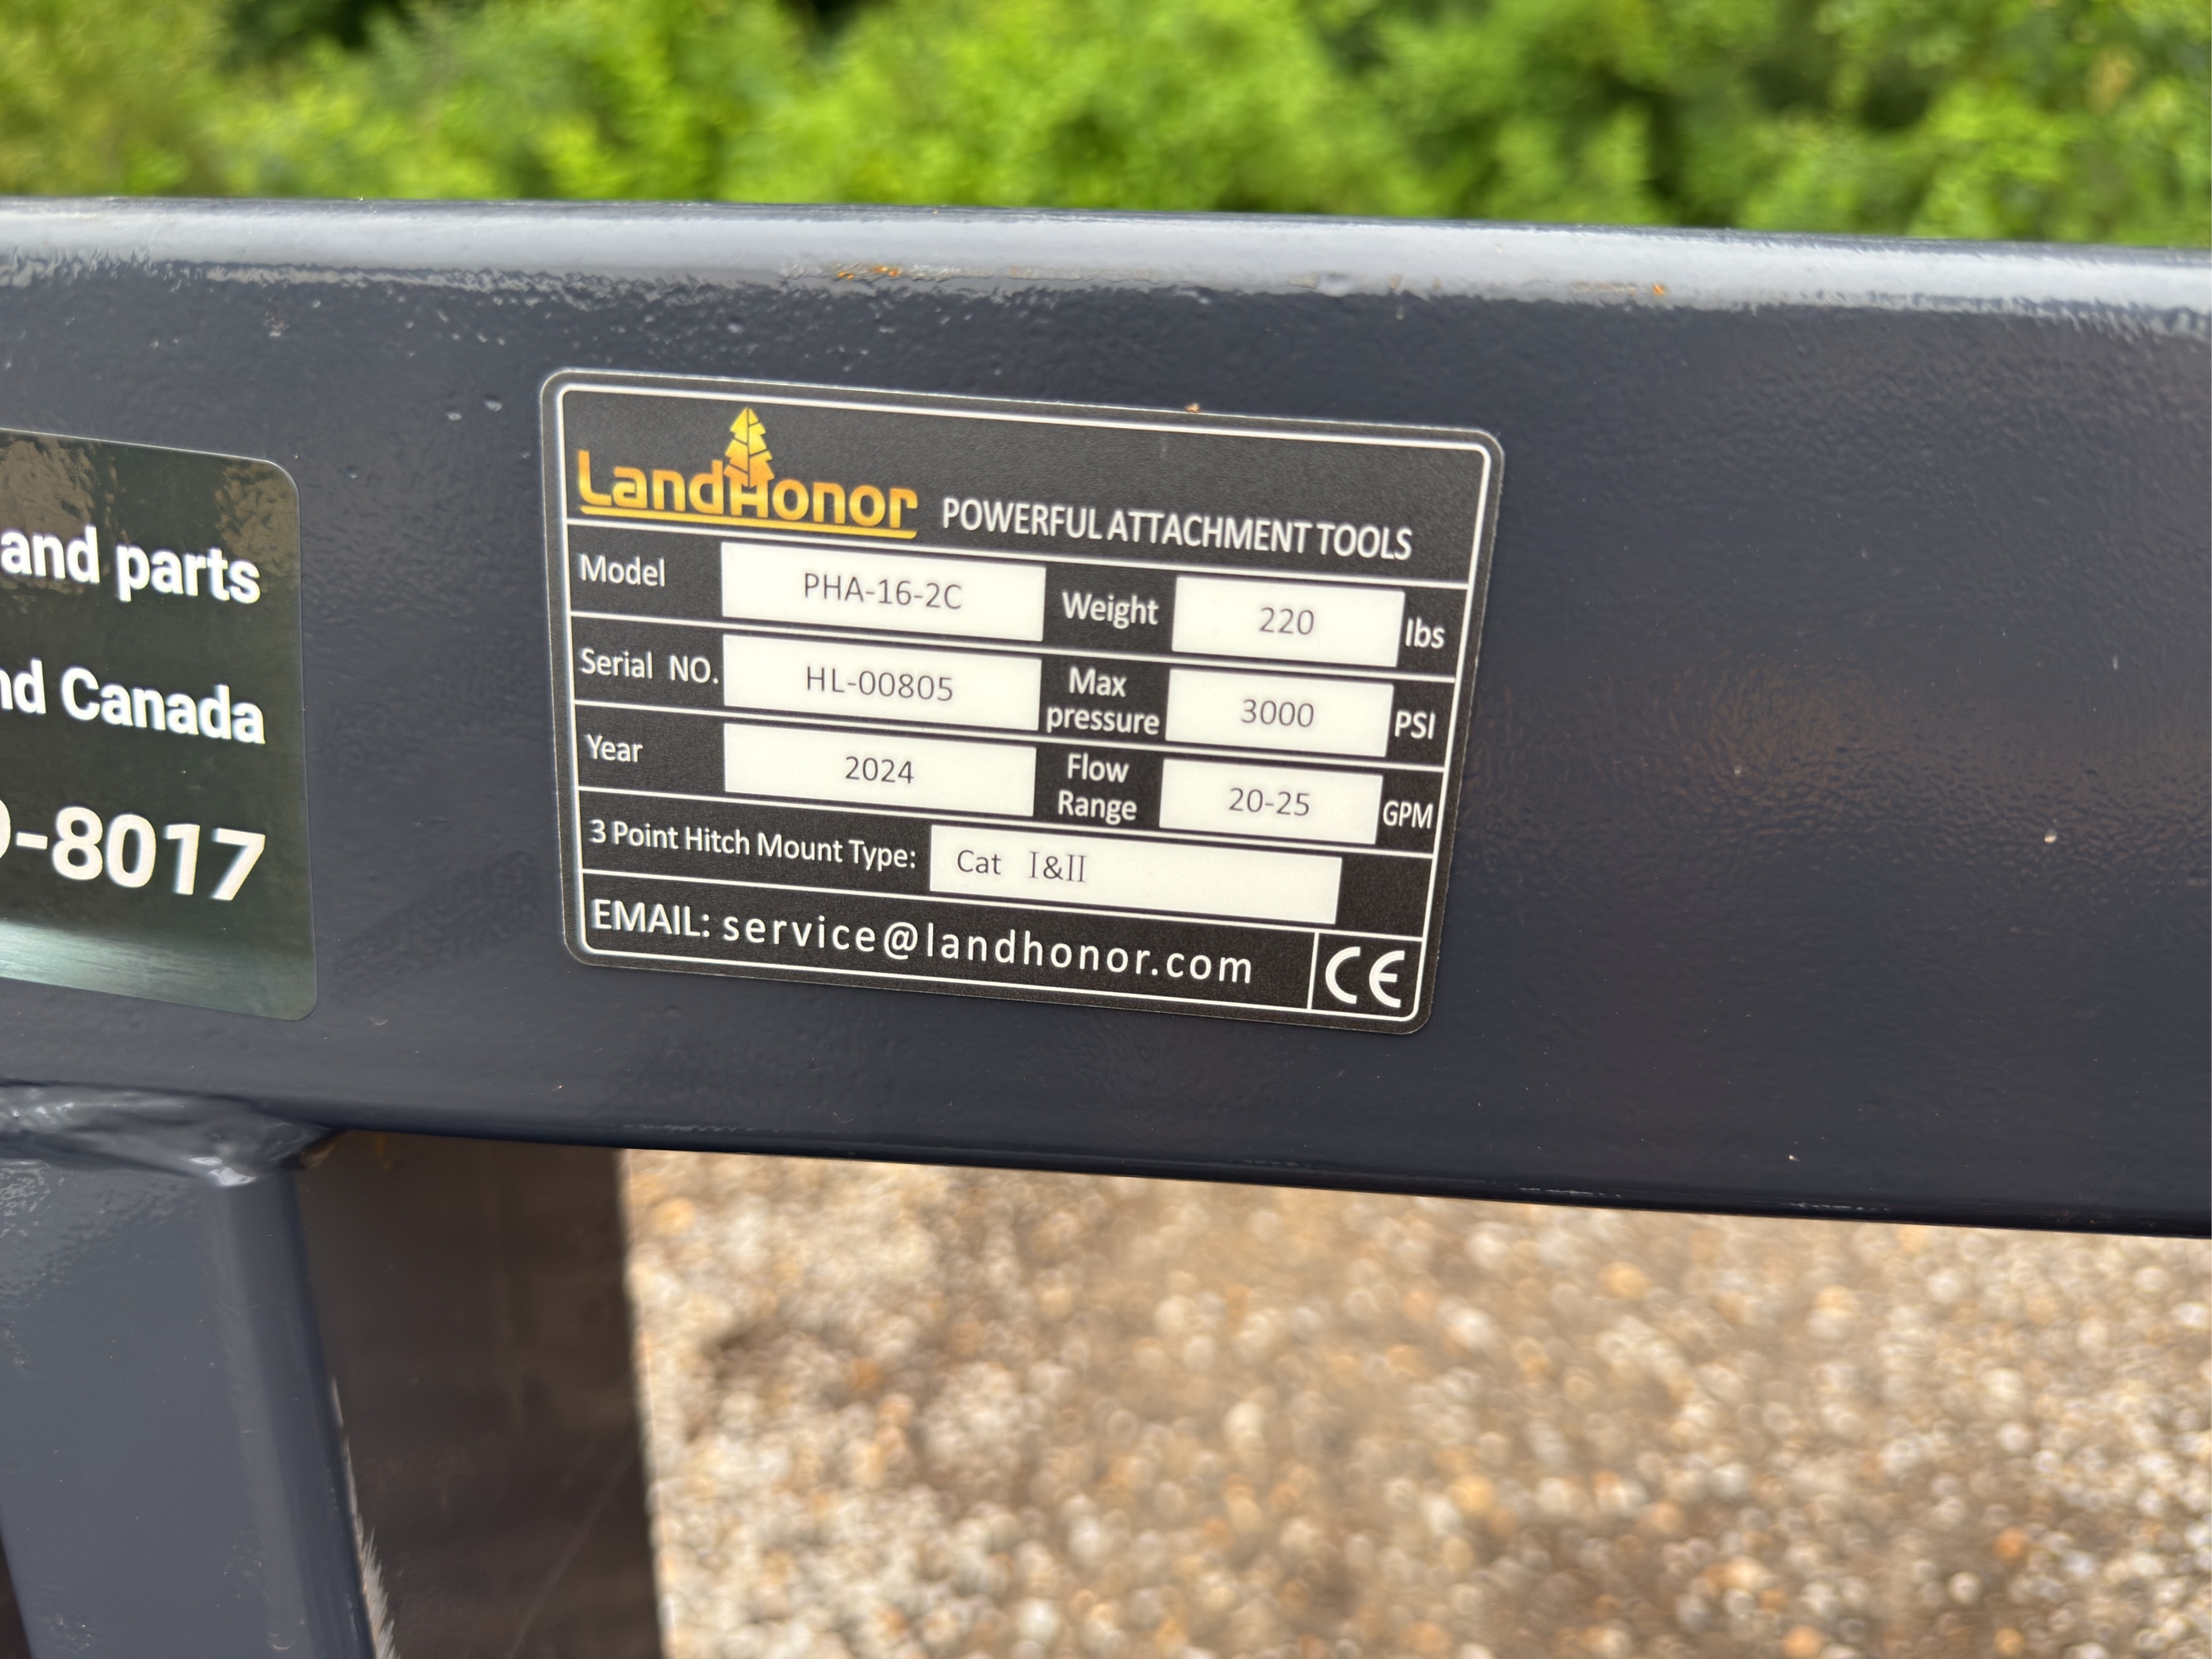 and parts
nd Canada
-8017
LandHonor POWERFUL ATTACHMENT TOOLS
Model PHA-16-2C Weight 220 lbs
Serial NO. HL-00805 Max pressure 3000 PSI
Year 2024 Flow Range 20-25 GPM
3 Point Hitch Mount Type: Cat I&II
EMAIL: service@landhonor.com CE